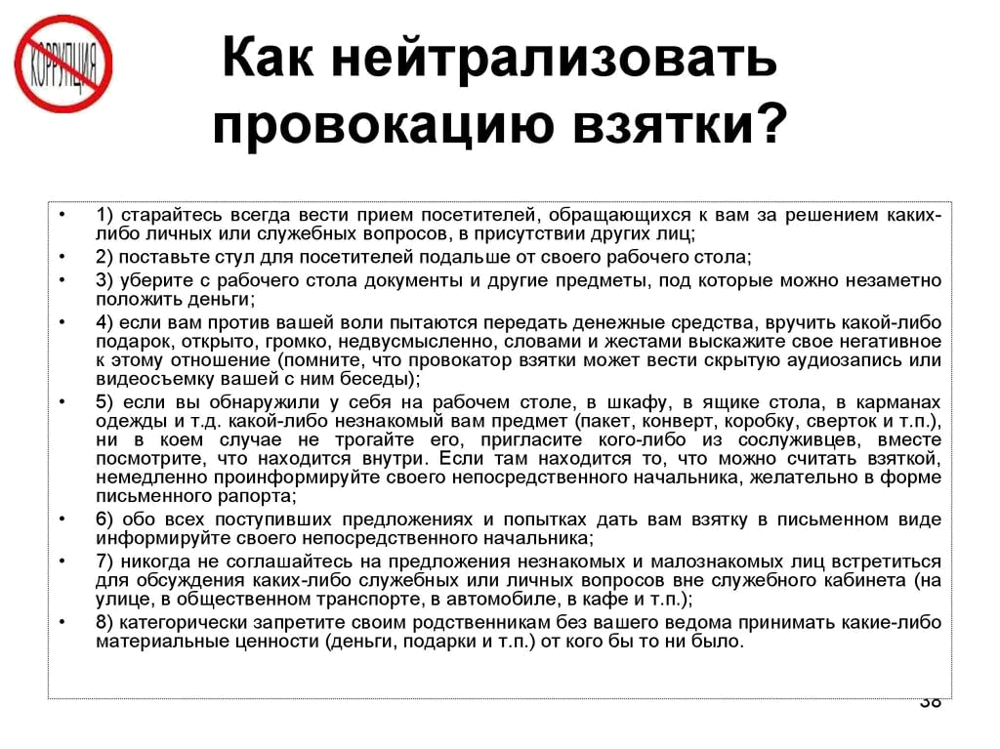 КОРРУПЦИЯ
Как нейтрализовать
провокацию взятки?
• 1) старайтесь всегда вести прием посетителей, обращающихся к вам за решением каких-
либо личных или служебных вопросов, в присутствии других лиц;
• 2) поставьте стул для посетителей подальше от своего рабочего стола;
• 3) уберите с рабочего стола документы и другие предметы, под которые можно незаметно
положить деньги;
• 4) если вам против вашей воли пытаются передать денежные средства, вручить какой-либо
подарок, открыто, громко, недвусмысленно, словами и жестами выскажите свое негативное
к этому отношение (помните, что провокатор взятки может вести скрытую аудиозапись или
видеосъемку вашей с ним беседы);
• 5) если вы обнаружили у себя на рабочем столе, в шкафу, в ящике стола, в карманах
одежды и т.д. какой-либо незнакомый вам предмет (пакет, конверт, коробку, сверток и т.п.),
ни в коем случае не трогайте его, пригласите кого-либо из сослуживцев, вместе
посмотрите, что находится внутри. Если там находится то, что можно считать взяткой,
немедленно проинформируйте своего непосредственного начальника, желательно в форме
письменного рапорта;
• 6) обо всех поступивших предложениях и попытках дать вам взятку в письменном виде
информируйте своего непосредственного начальника;
• 7) никогда не соглашайтесь на предложения незнакомых и малознакомых лиц встретиться
для обсуждения каких-либо служебных или личных вопросов вне служебного кабинета (на
улице, в общественном транспорте, в автомобиле, в кафе и т.п.);
• 8) категорически запретите своим родственникам без вашего ведома принимать какие-либо
материальные ценности (деньги, подарки и т.п.) от кого бы то ни было.
38